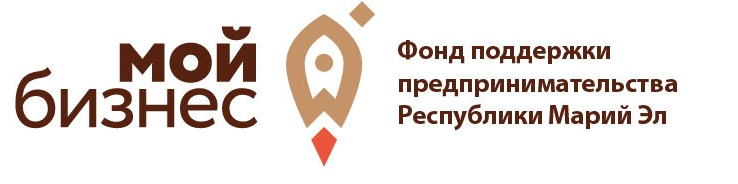 мой
бизнес
Фонд поддержки
предпринимательства
Республики Марий Эл